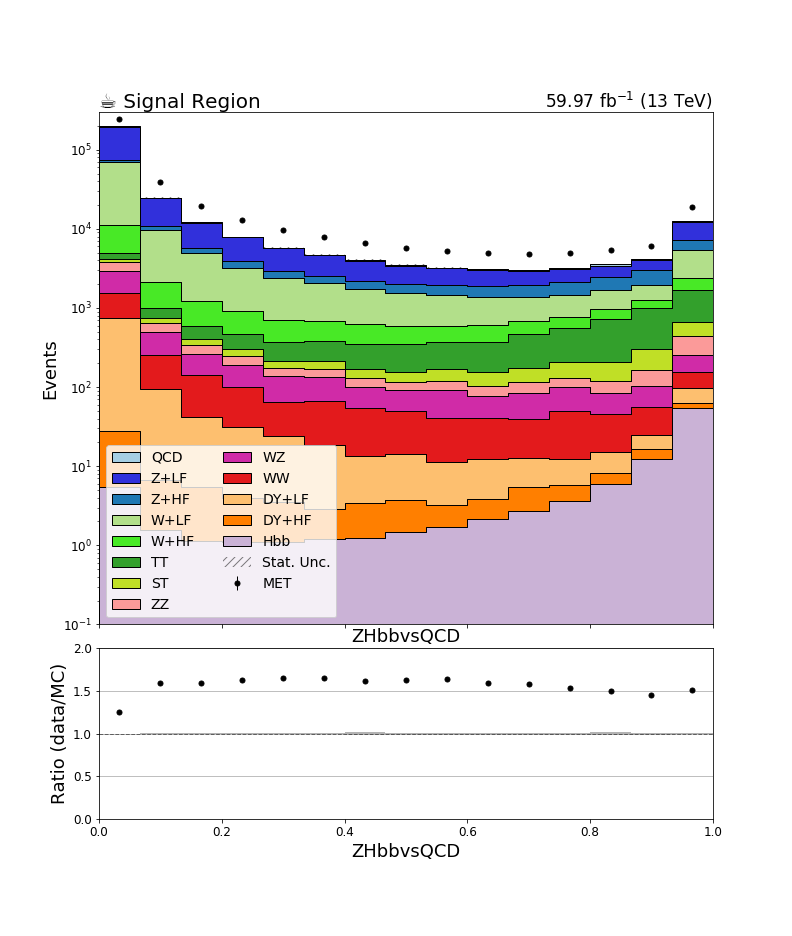 ☕ Signal Region
59.97 fb⁻¹ (13 TeV)
Events
10⁵
10⁴
10³
10²
10¹
10⁰
10⁻¹
QCD
Z+LF
Z+HF
W+LF
W+HF
TT
ST
ZZ
WZ
WW
DY+LF
DY+HF
Hbb
Stat. Unc.
MET
ZHbbvsQCD
Ratio (data/MC)
2.0
1.5
1.0
0.5
0.0
0.0 0.2 0.4 0.6 0.8 1.0
ZHbbvsQCD